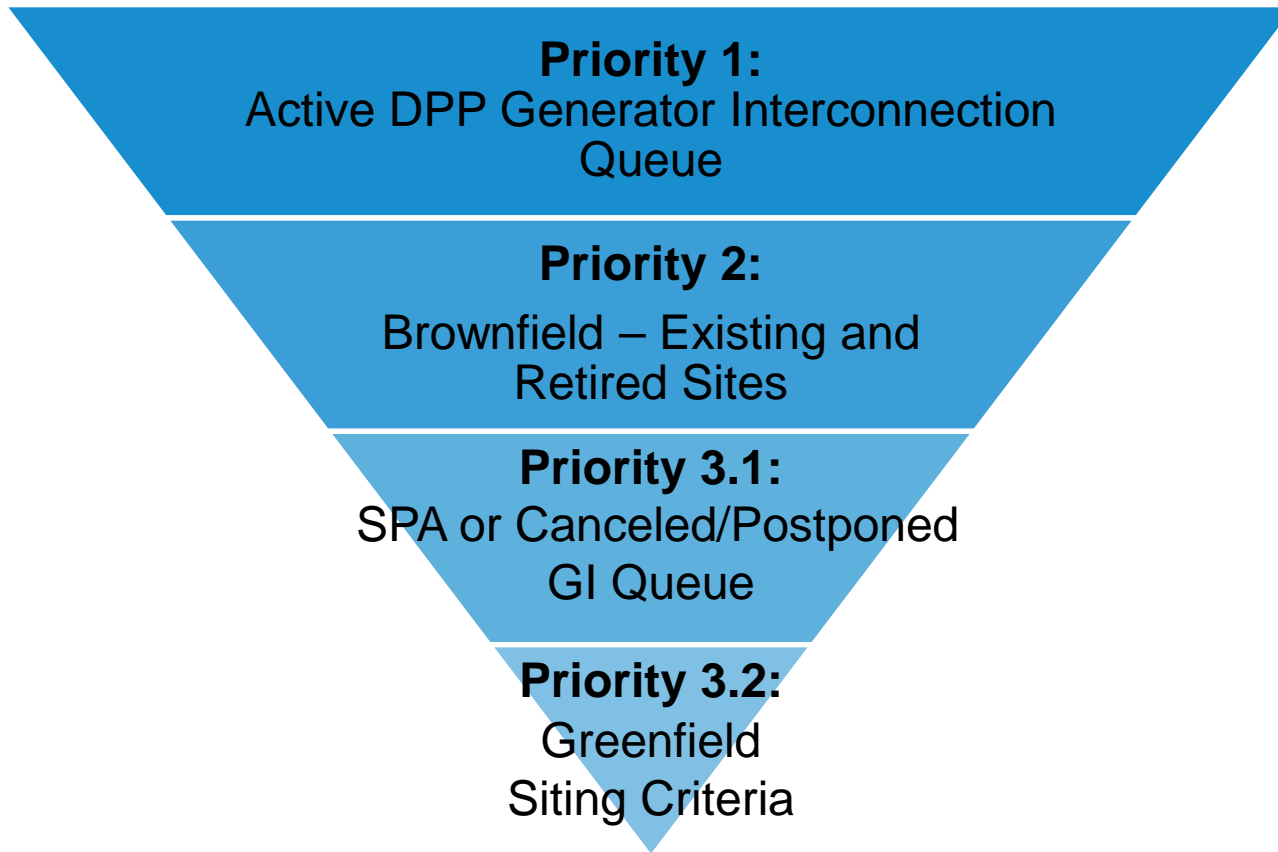 Priority 1:
Active DPP Generator Interconnection
Queue
Priority 2:
Brownfield – Existing and
Retired Sites
Priority 3.1:
SPA or Canceled/Postponed
GI Queue
Priority 3.2:
Greenfield
Siting Criteria